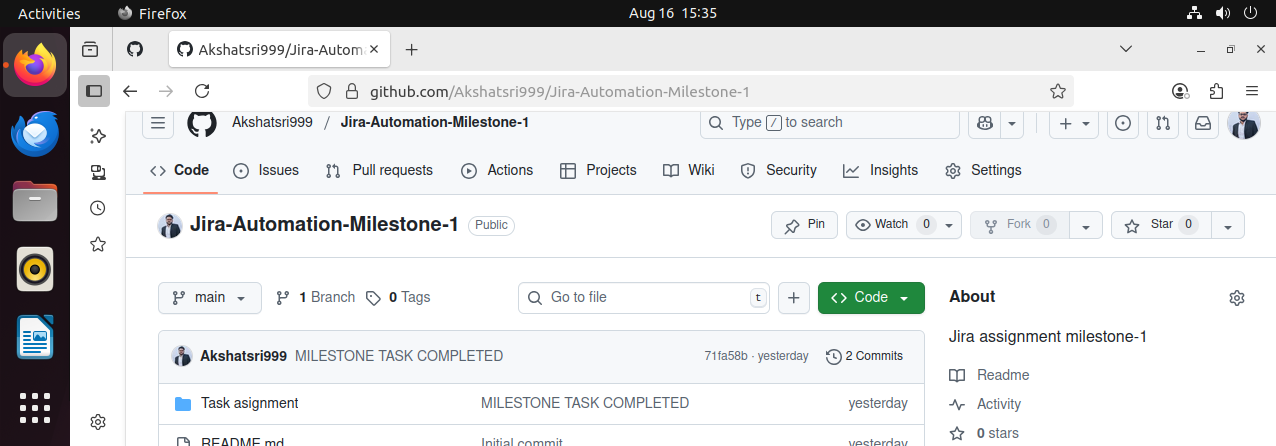 Activities Firefox Aug 16 15:35
Akshatsri999/Jira-Autom
github.com/Akshatsri999/Jira-Automation-Milestone-1
Akshatsri999 / Jira-Automation-Milestone-1 Type / to search
Code Issues Pull requests Actions Projects Wiki Security Insights Settings
Jira-Automation-Milestone-1 Public Pin Watch 0 Fork 0 Star 0
main 1 Branch 0 Tags Go to file t Code About
Jira assignment milestone-1
Akshatsri999 MILESTONE TASK COMPLETED 71fa58b · yesterday 2 Commits
Readme
Task asignment MILESTONE TASK COMPLETED yesterday Activity
0 stars
README.md Initial commit yesterday